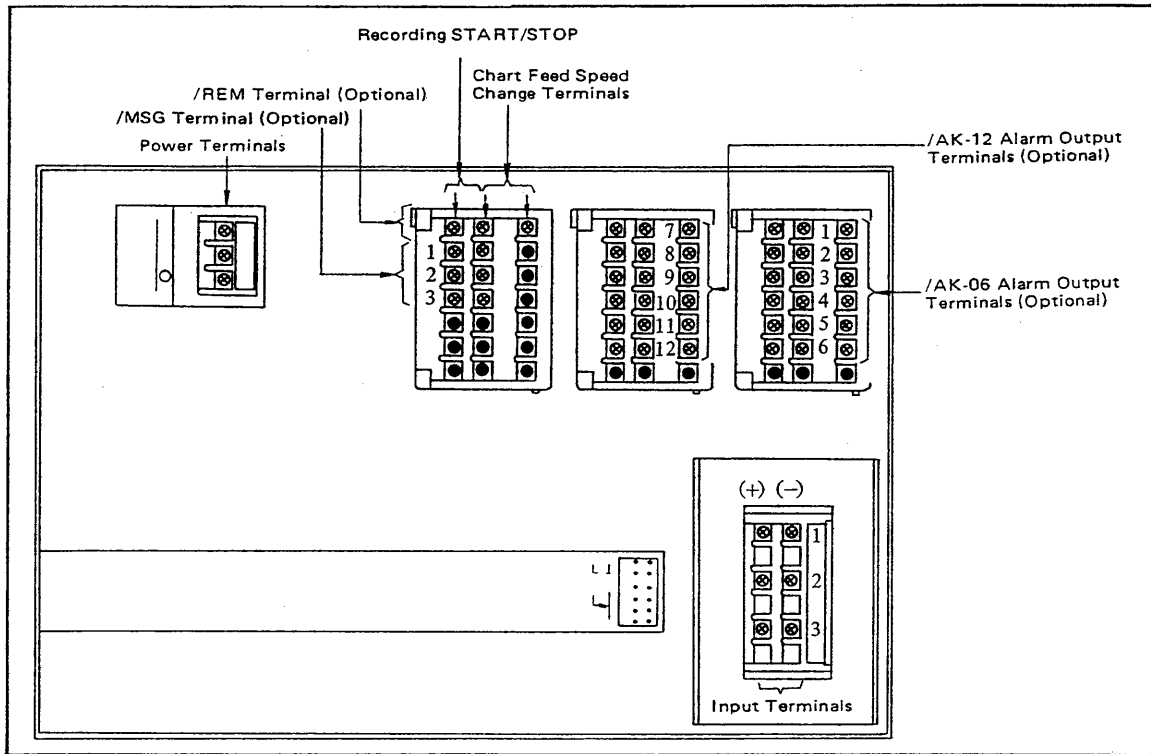 Recording START/STOP
Chart Feed Speed
Change Terminals
/REM Terminal (Optional)
/MSG Terminal (Optional)
Power Terminals
/AK-12 Alarm Output
Terminals (Optional)
/AK-06 Alarm Output
Terminals (Optional)
1
2
3
7
8
9
10
11
12
1
2
3
4
5
6
(+) (-)
1
2
3
Input Terminals